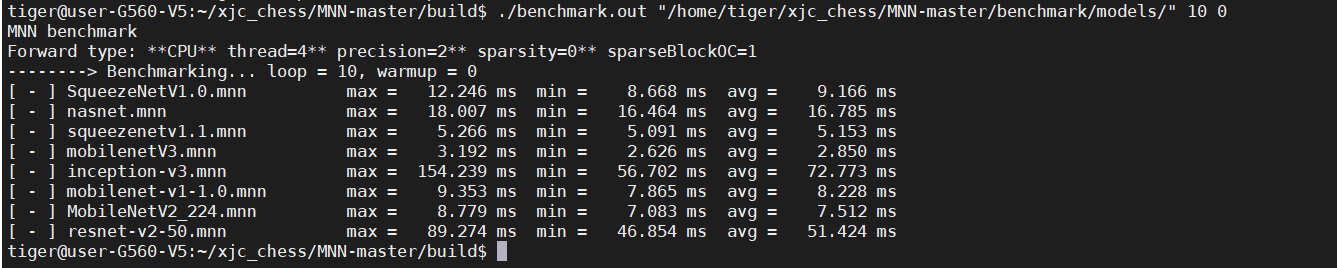 tiger@user-G560-V5:~/xjc_chess/MNN-master/build$ ./benchmark.out "/home/tiger/xjc_chess/MNN-master/benchmark/models/" 10 0
MNN benchmark
Forward type: **CPU** thread=4** precision=2** sparsity=0** sparseBlockOC=1
--------> Benchmarking... loop = 10, warmup = 0
[ - ] SqueezeNetV1.0.mnn          max =   12.246 ms  min =    8.668 ms  avg =    9.166 ms
[ - ] nasnet.mnn                  max =   18.007 ms  min =   16.464 ms  avg =   16.785 ms
[ - ] squeezenetv1.1.mnn          max =    5.266 ms  min =    5.091 ms  avg =    5.153 ms
[ - ] mobilenetV3.mnn             max =    3.192 ms  min =    2.626 ms  avg =    2.850 ms
[ - ] inception-v3.mnn            max =  154.239 ms  min =   56.702 ms  avg =   72.773 ms
[ - ] mobilenet-v1-1.0.mnn        max =    9.353 ms  min =    7.865 ms  avg =    8.228 ms
[ - ] MobileNetV2_224.mnn         max =    8.779 ms  min =    7.083 ms  avg =    7.512 ms
[ - ] resnet-v2-50.mnn            max =   89.274 ms  min =   46.854 ms  avg =   51.424 ms
tiger@user-G560-V5:~/xjc_chess/MNN-master/build$